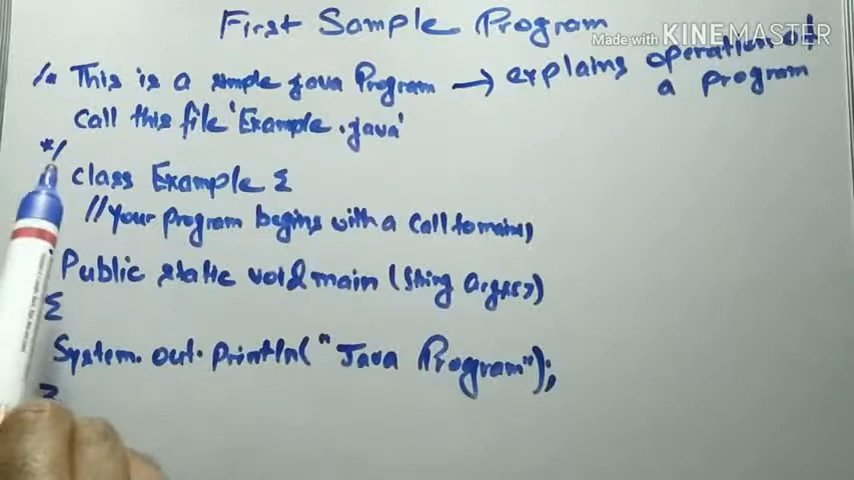 First Sample Program
Made with KINEMASTER
/* This is a simple java Program → explains operation of
a program
Call this file 'Example.java'
*/
class Example {
//Your program begins with a call to main()
Public static void main (String args[])
{
System.out.println("Java Program");
}